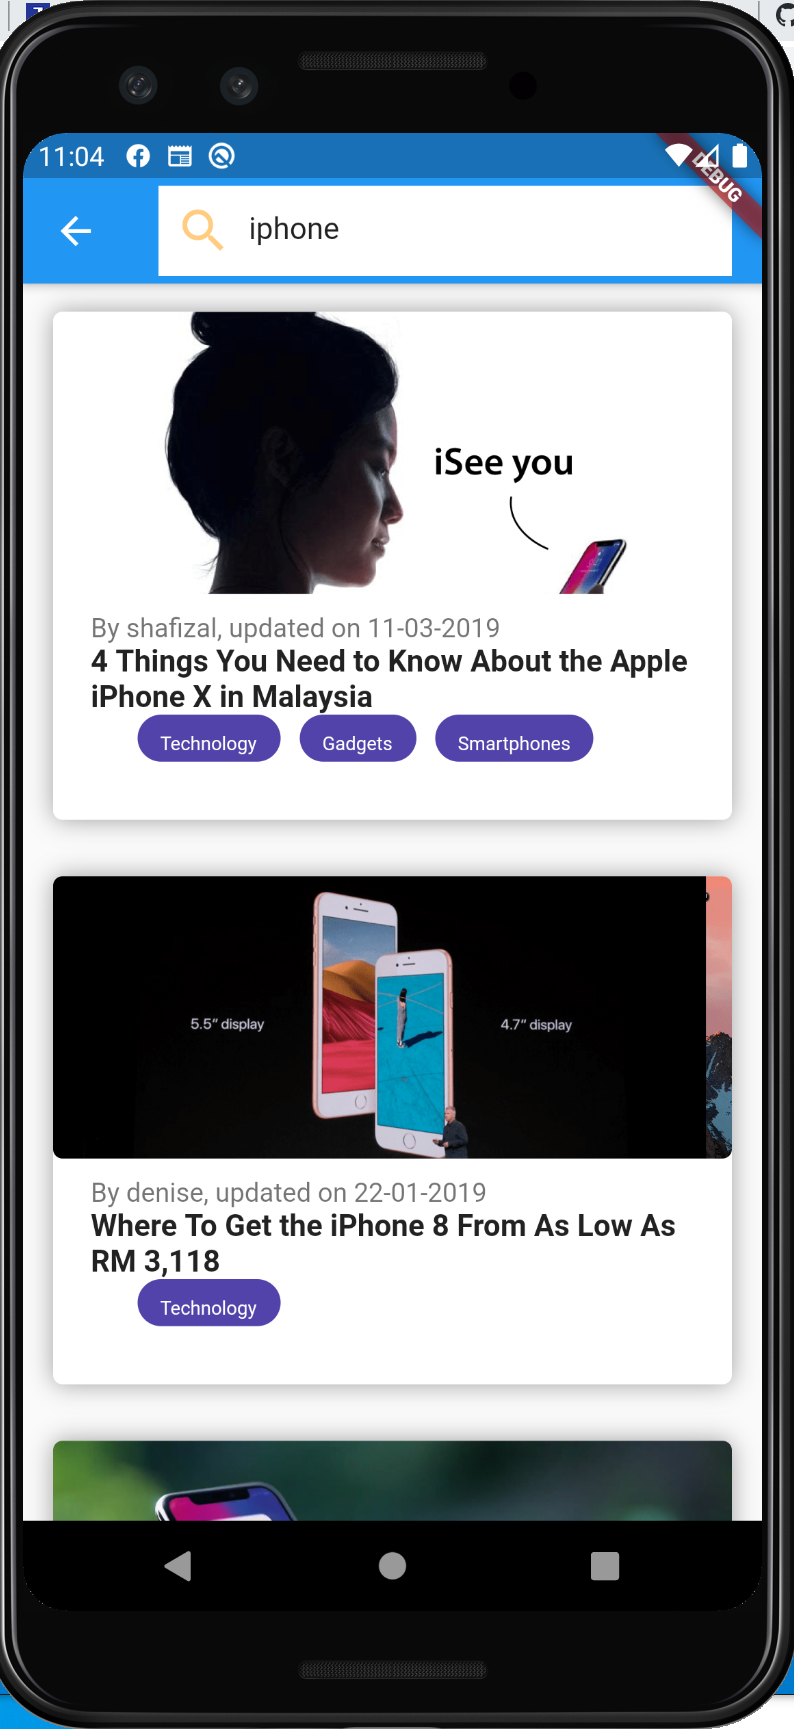 11:04
DEBUG
iphone
iSee you
By shafizal, updated on 11-03-2019
4 Things You Need to Know About the Apple
iPhone X in Malaysia
Technology Gadgets Smartphones
5.5” display
4.7” display
By denise, updated on 22-01-2019
Where To Get the iPhone 8 From As Low As
RM 3,118
Technology